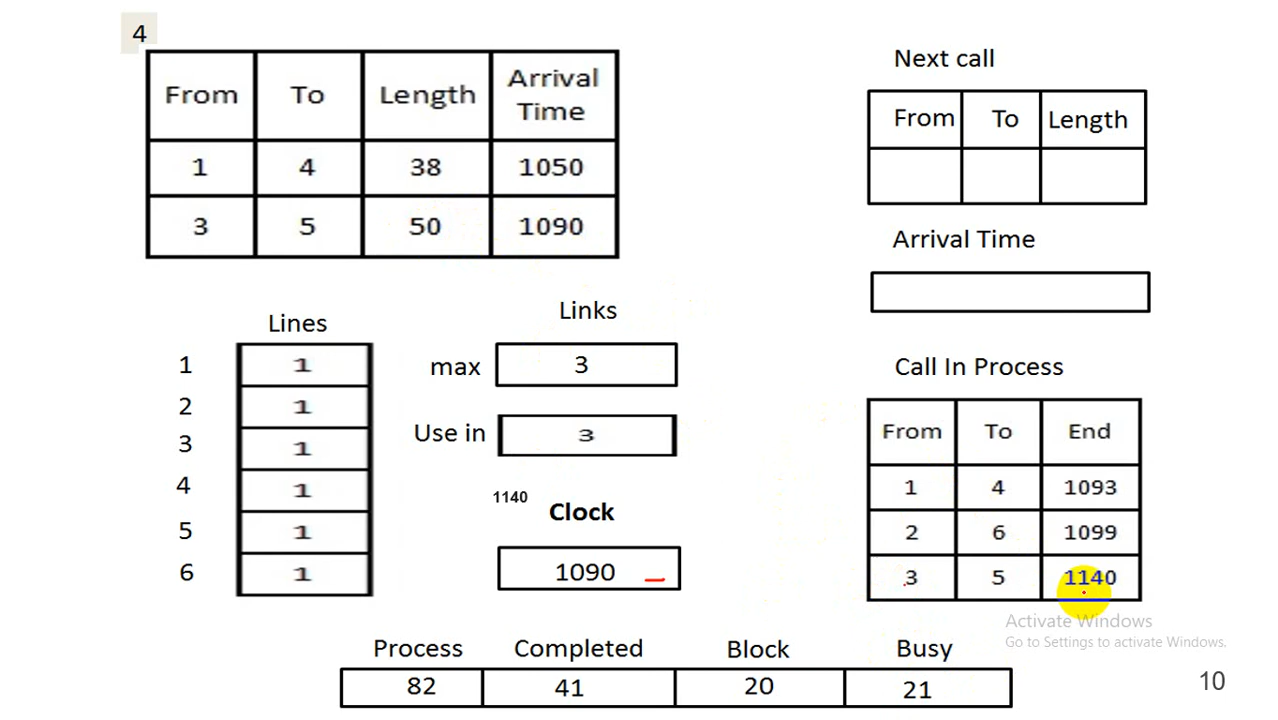 4
From To Length Arrival Time
1 4 38 1050
3 5 50 1090
Next call
From To Length
Arrival Time
Lines
1 1
2 1
3 1
4 1
5 1
6 1
Links
max 3
Use in 3
1140
Clock
1090
Call In Process
From To End
1 4 1093
2 6 1099
3 5 1140
Activate Windows
Go to Settings to activate Windows.
Process Completed Block Busy
82 41 20 21
10